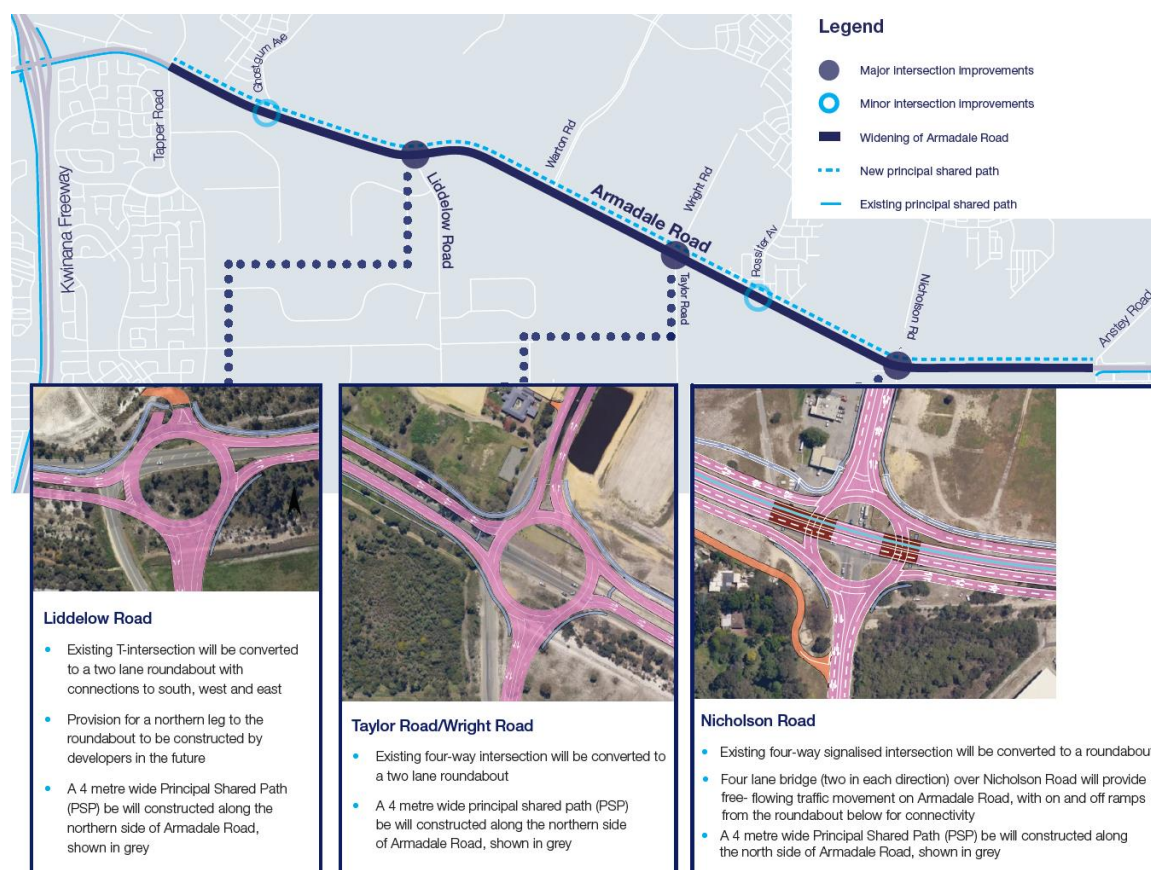 Legend
Major intersection improvements
Minor intersection improvements
Widening of Armadale Road
New principal shared path
Existing principal shared path
Kwinana Freeway
Tapper Road
Ghostgum Ave
Liddelow Road
Warton Rd
Armadale Road
Wright Rd
Taylor Road
Rossiter Av
Nicholson Rd
Anstey Road
Liddelow Road
• Existing T-intersection will be converted
to a two lane roundabout with
connections to south, west and east
• Provision for a northern leg to the
roundabout to be constructed by
developers in the future
• A 4 metre wide Principal Shared Path
(PSP) be will constructed along the
northern side of Armadale Road,
shown in grey
Taylor Road/Wright Road
• Existing four-way intersection will be converted to
a two lane roundabout
• A 4 metre wide principal shared path (PSP)
be will constructed along the northern side
of Armadale Road, shown in grey
Nicholson Road
• Existing four-way signalised intersection will be converted to a roundabout
• Four lane bridge (two in each direction) over Nicholson Road will provide
free- flowing traffic movement on Armadale Road, with on and off ramps
from the roundabout below for connectivity
• A 4 metre wide Principal Shared Path (PSP) be will constructed along
the north side of Armadale Road, shown in grey